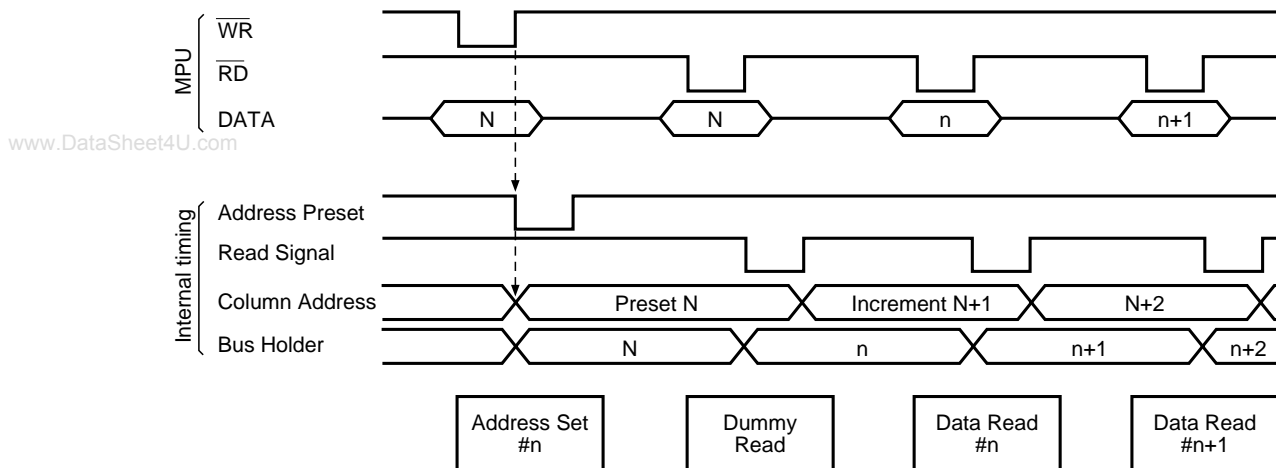 MPU
WR
RD
DATA
N
N
n
n+1
www.DataSheet4U.com
Internal timing
Address Preset
Read Signal
Column Address
Preset N
Increment N+1
N+2
Bus Holder
N
n
n+1
n+2
Address Set
#n
Dummy
Read
Data Read
#n
Data Read
#n+1